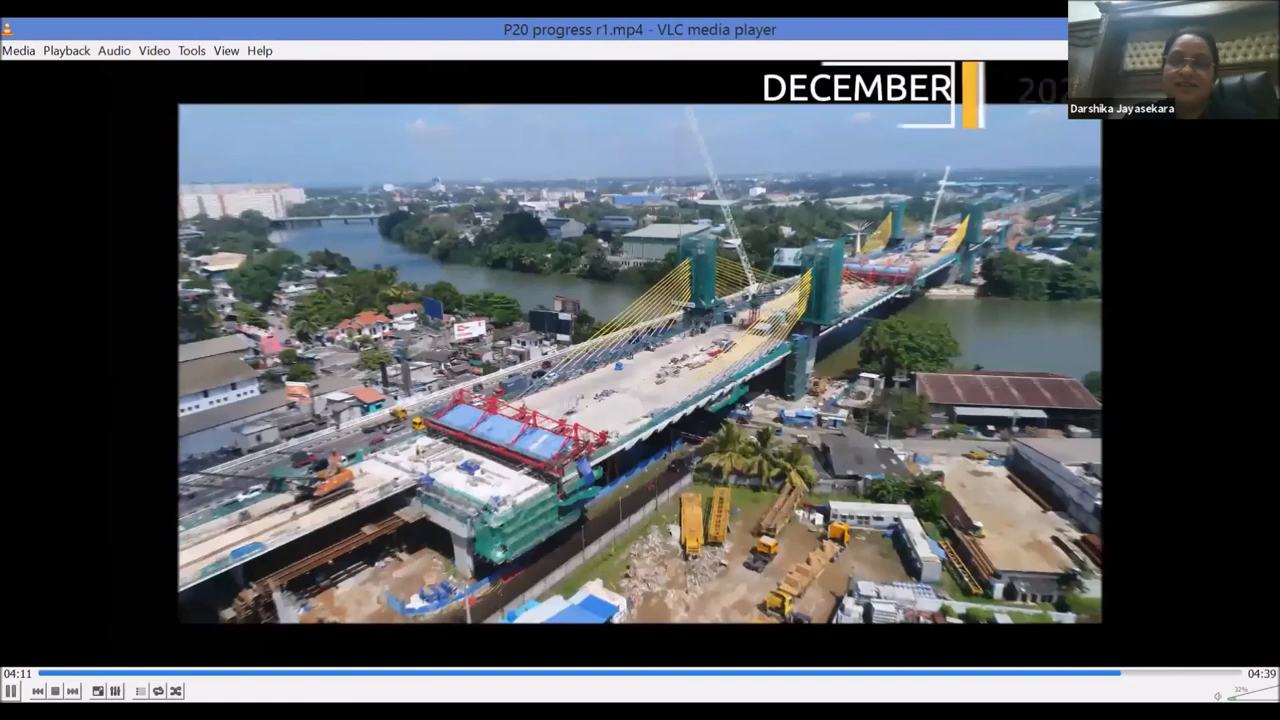 P20 progress r1.mp4 - VLC media player
Media Playback Audio Video Tools View Help
DECEMBER
Darshika Jayasekara
04:11
04:39
32%